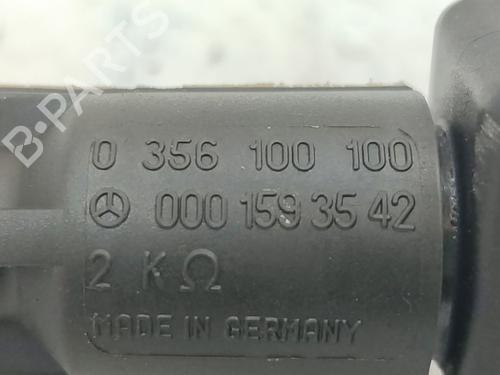 B-PARTS
0 356 100 100
000 159 35 42
2 KΩ
MADE IN GERMANY